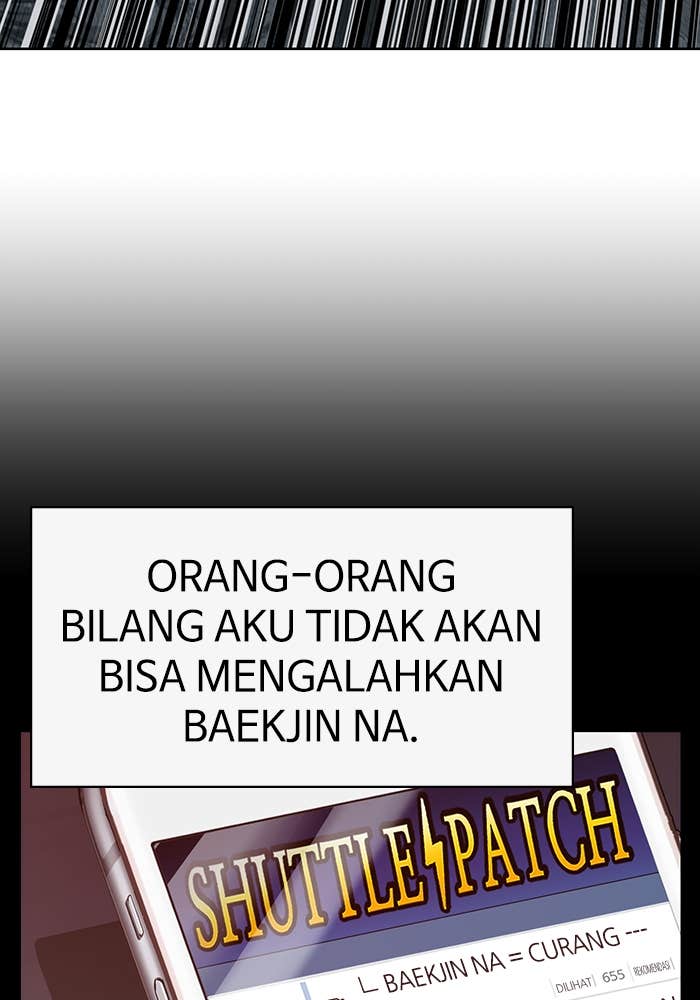 ORANG-ORANG
BILANG AKU TIDAK AKAN
BISA MENGALAHKAN
BAEKJIN NA.
SHUTTLE PATCH
ㄴ BAEKJIN NA = CURANG ---
DILIHAT| 655 |REKOMENDASI|